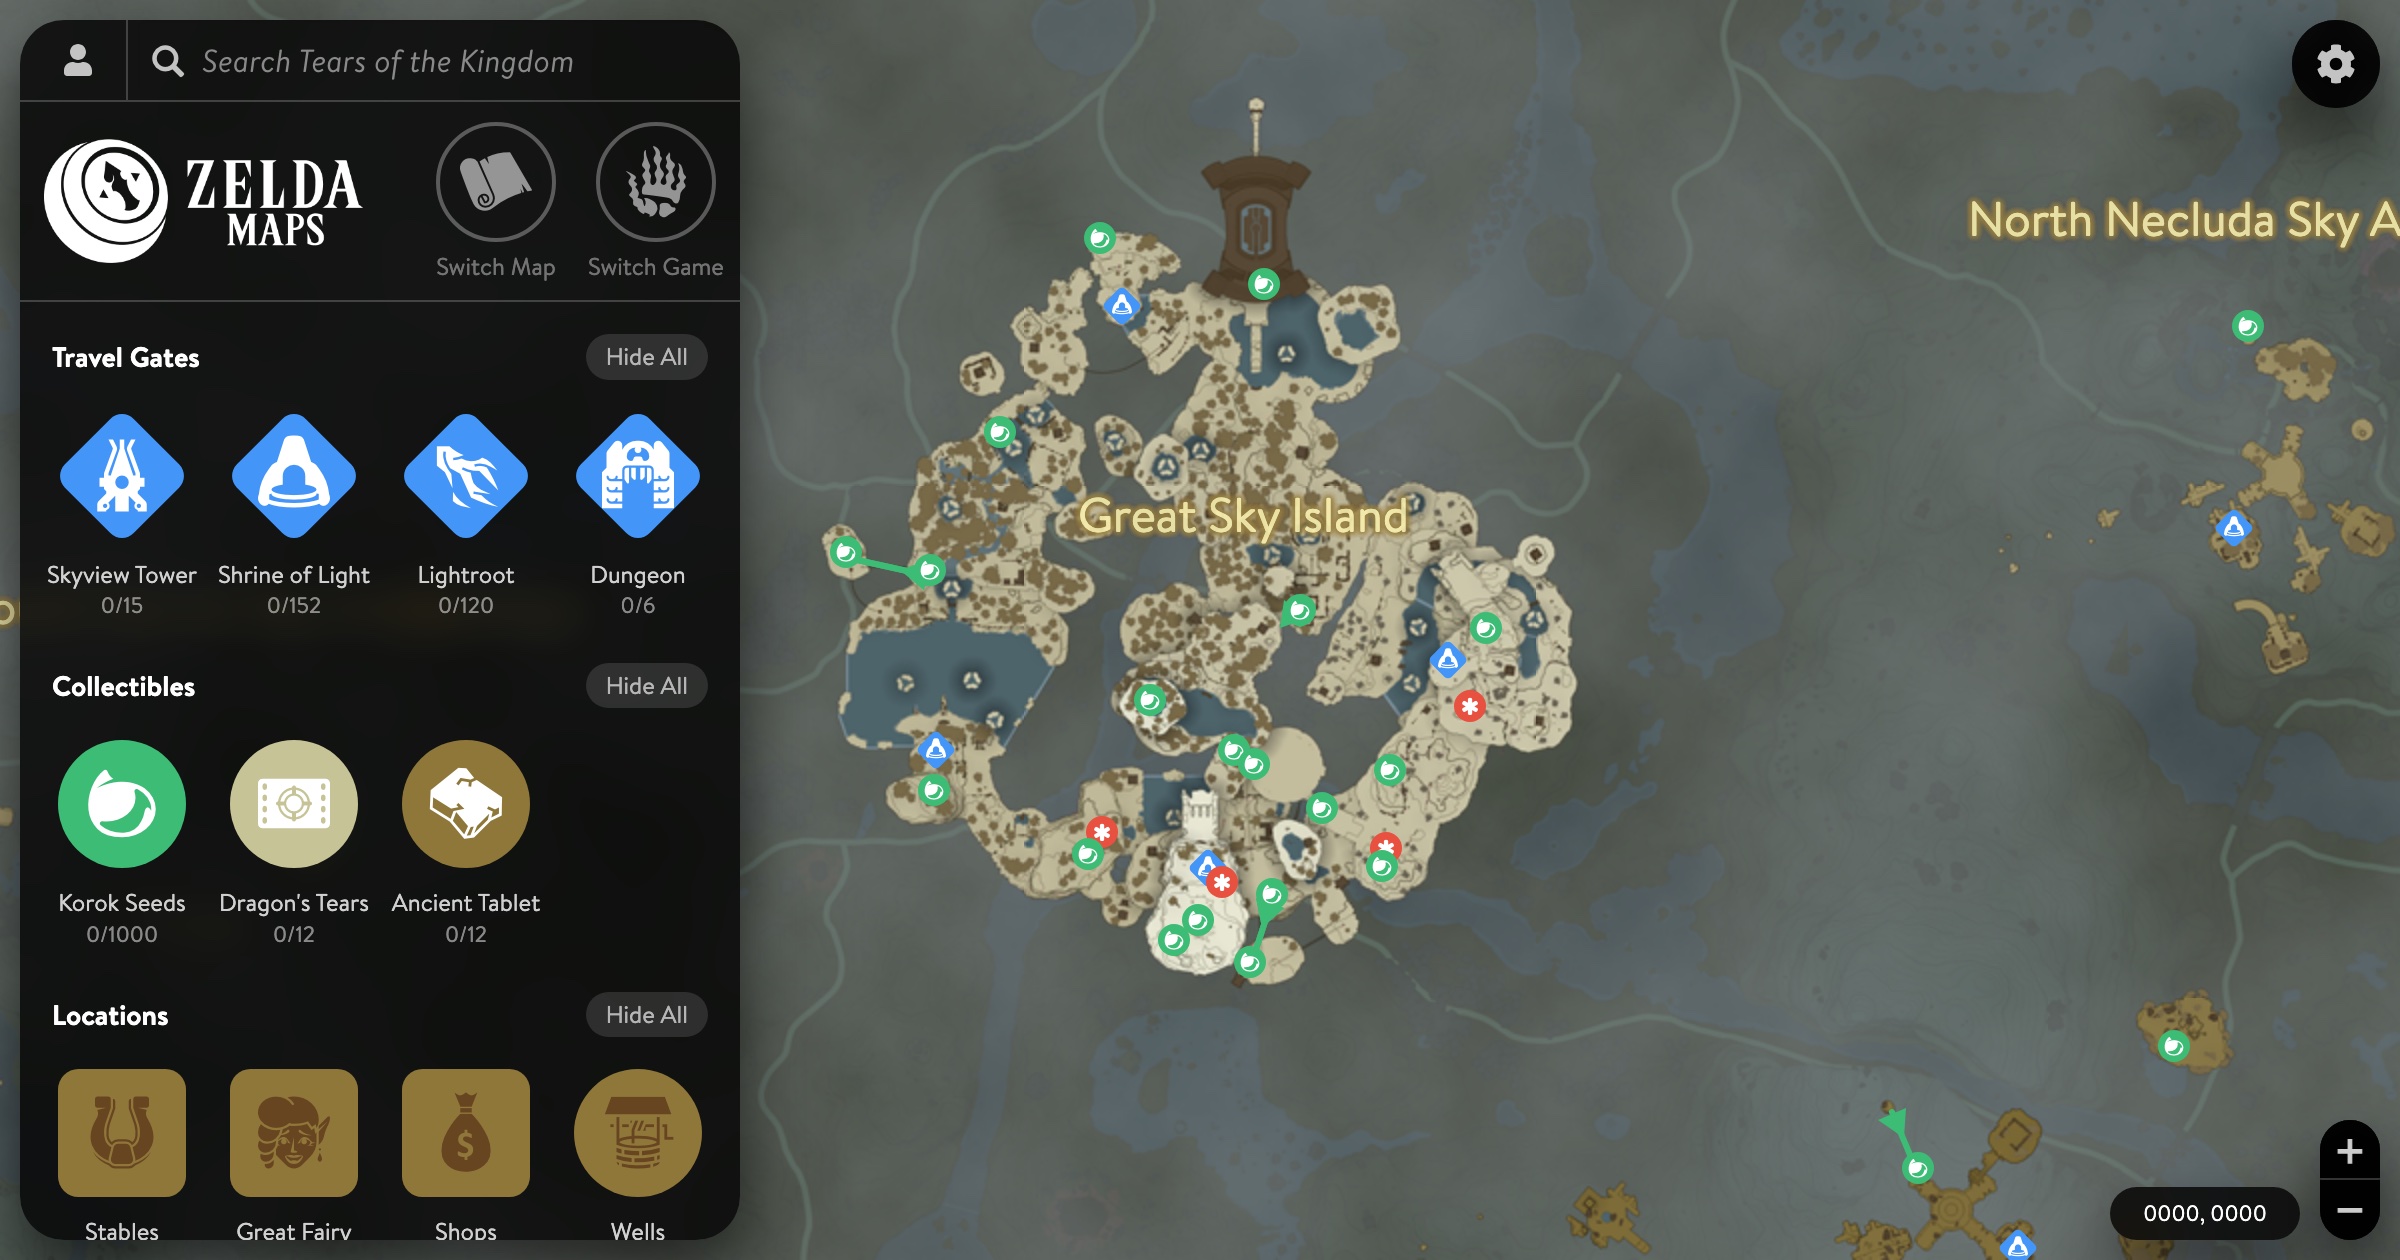 Search Tears of the Kingdom
ZELDA
MAPS
Switch Map
Switch Game
Travel Gates
Hide All
Skyview Tower
0/15
Shrine of Light
0/152
Lightroot
0/120
Dungeon
0/6
Collectibles
Hide All
Korok Seeds
0/1000
Dragon's Tears
0/12
Ancient Tablet
0/12
Locations
Hide All
Stables
Great Fairy
Shops
Wells
Great Sky Island
North Necluda Sky A
0000, 0000